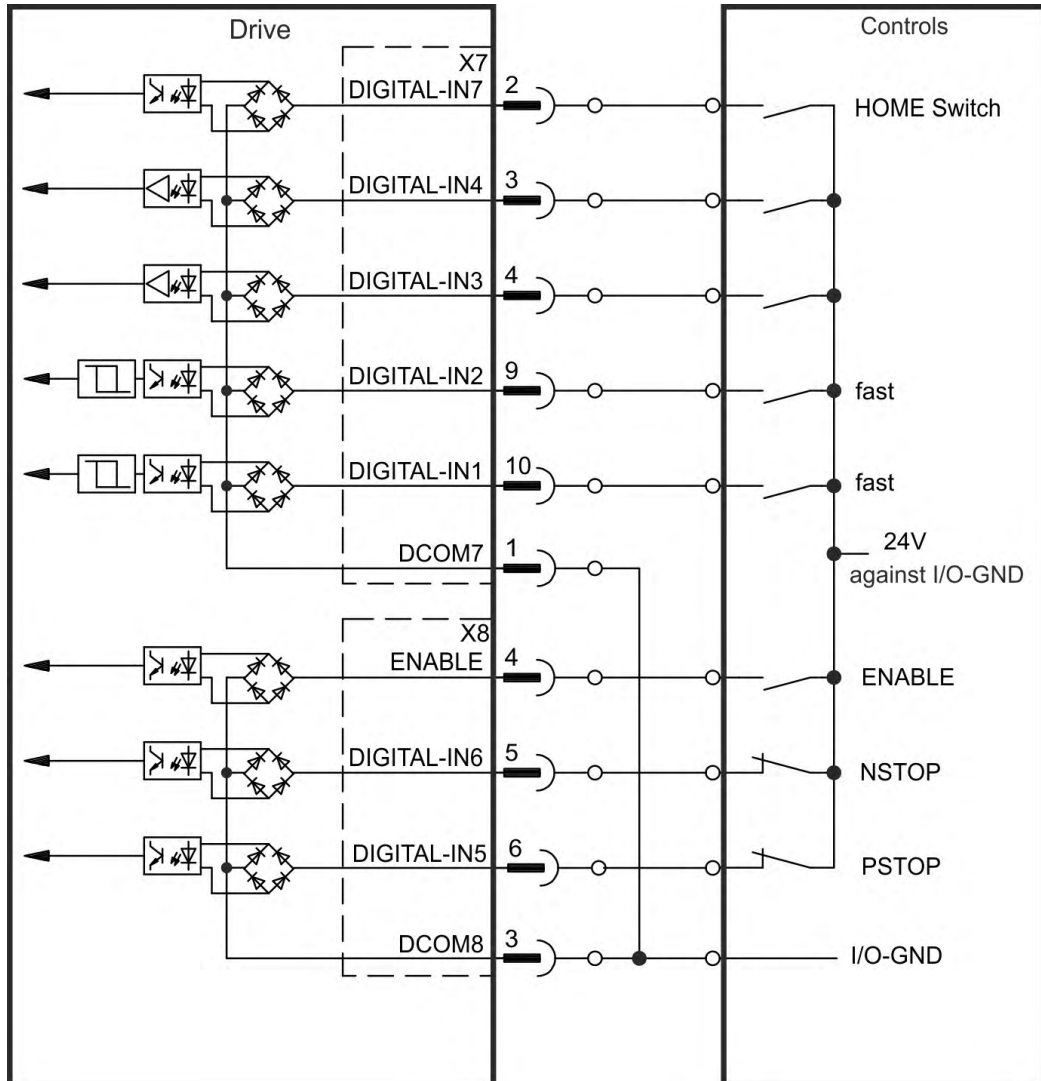 Drive
Controls
X7
DIGITAL-IN7
2
HOME Switch
DIGITAL-IN4
3
DIGITAL-IN3
4
DIGITAL-IN2
9
fast
DIGITAL-IN1
10
fast
DCOM7
1
24V
against I/O-GND
X8
ENABLE
4
ENABLE
DIGITAL-IN6
5
NSTOP
DIGITAL-IN5
6
PSTOP
DCOM8
3
I/O-GND